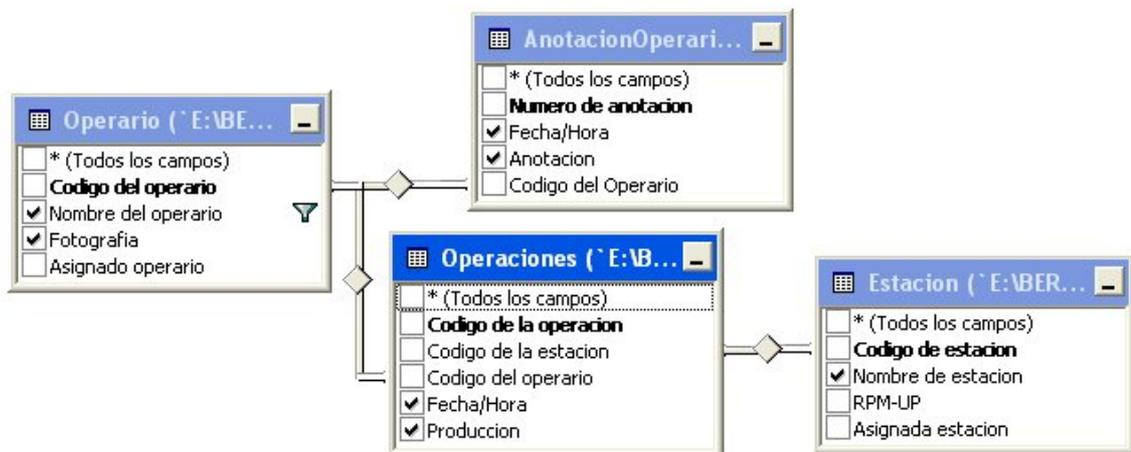 AnotacionOperari...
* (Todos los campos)
Numero de anotacion
Fecha/Hora
Anotacion
Codigo del Operario
Operario (`E:\BE...
* (Todos los campos)
Codigo del operario
Nombre del operario
Fotografia
Asignado operario
Operaciones (`E:\B...
* (Todos los campos)
Codigo de la operacion
Codigo de la estacion
Codigo del operario
Fecha/Hora
Produccion
Estacion (`E:\BER...
* (Todos los campos)
Codigo de estacion
Nombre de estacion
RPM-UP
Asignada estacion